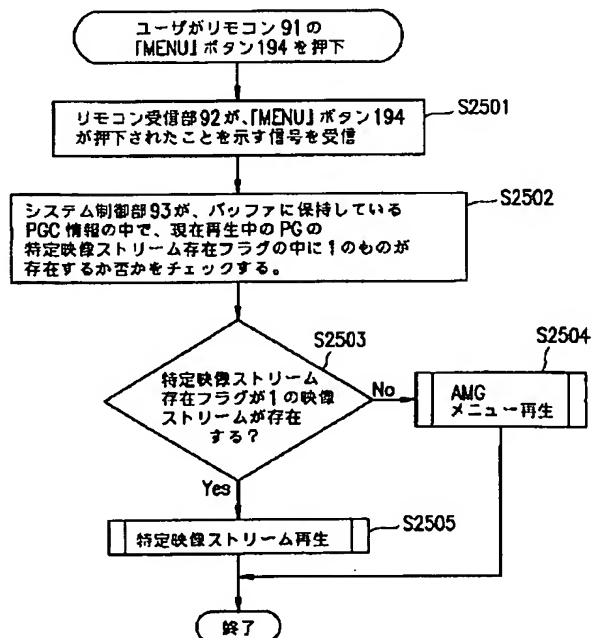 ユーザがリモコン91の
「MENU」ボタン194を押下
S2501
リモコン受信部92が、「MENU」ボタン194
が押下されたことを示す信号を受信
S2502
システム制御部93が、バッファに保持している
PGC情報の中で、現在再生中のPGの
特定映像ストリーム存在フラグの中に1のものが
存在するか否かをチェックする。
S2503
特定映像ストリーム
存在フラグが1の映像
ストリームが存在
する?
No
S2504
AMG
メニュー再生
Yes
S2505
特定映像ストリーム再生
終了